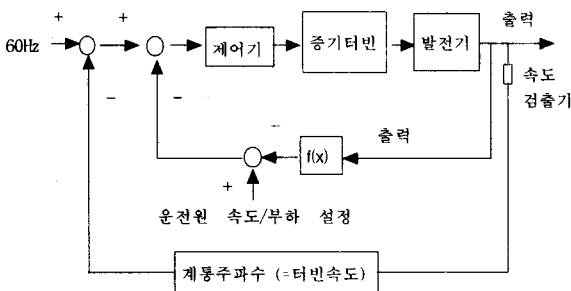 출력
60Hz
+
+
+
제어기
증기터빈
발전기
속도
검출기
−
−
−
출력
f(x)
+
운전원 속도/부하 설정
계통주파수 (=터빈속도)